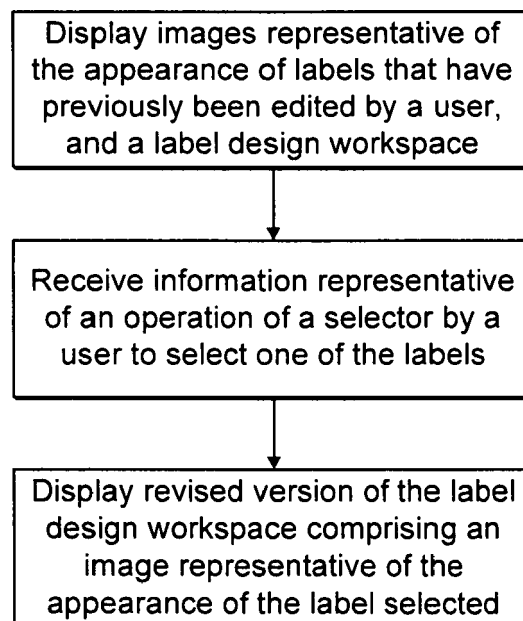 Display images representative of
the appearance of labels that have
previously been edited by a user,
and a label design workspace
Receive information representative
of an operation of a selector by a
user to select one of the labels
Display revised version of the label
design workspace comprising an
image representative of the
appearance of the label selected